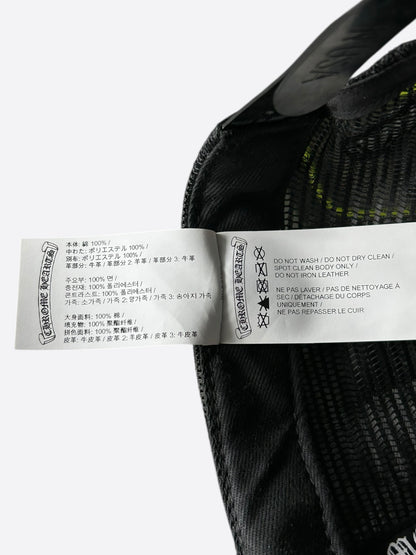 本体: 綿 100% /
中わた: ポリエステル 100% /
別布: ポリエステル 100% /
革部分: 牛革 / 革部分 2: 羊革 / 革部分 3: 牛革
주요부: 100% 면 /
충전재: 100% 폴리에스터 /
콘트라스트: 100% 폴리에스터 /
가죽: 소가죽 / 가죽 2: 양가죽 / 가죽 3: 송아지 가죽
大身面料: 100% 棉 /
填充物: 100% 聚酯纤维 /
拼色面料: 100% 聚酯纤维 /
皮革: 牛皮革 / 皮革 2: 羊皮革 / 皮革 3: 牛皮革
CHROME HEARTS
CHROME HEARTS
DO NOT WASH / DO NOT DRY CLEAN /
SPOT CLEAN BODY ONLY /
DO NOT IRON LEATHER
NE PAS LAVER / PAS DE NETTOYAGE À
SEC / DÉTACHAGE DU CORPS
UNIQUEMENT /
NE PAS REPASSER LE CUIR